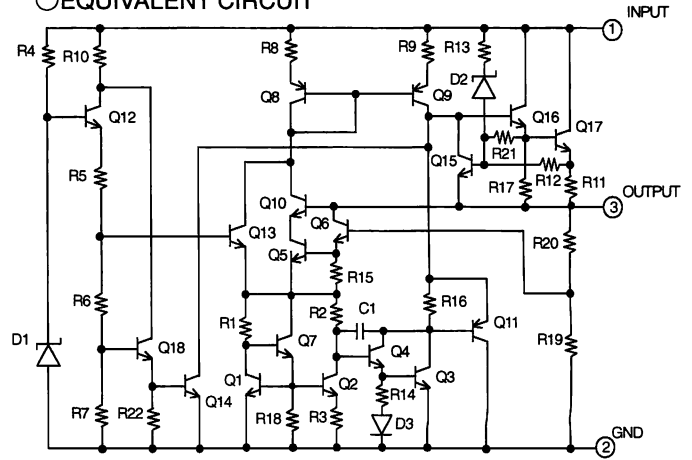 ○EQUIVALENT CIRCUIT
INPUT
1
R4
R10
R8
R9
R13
D2
Q8
Q9
Q16
Q12
Q17
R21
Q15
R12
R5
R17
R11
OUTPUT
3
Q10
Q6
Q13
R20
Q5
R15
R6
R2
C1
R16
R1
Q11
D1
Q7
R19
Q18
Q4
Q1
Q2
Q3
Q14
R14
R7
R22
R18
R3
D3
GND
2